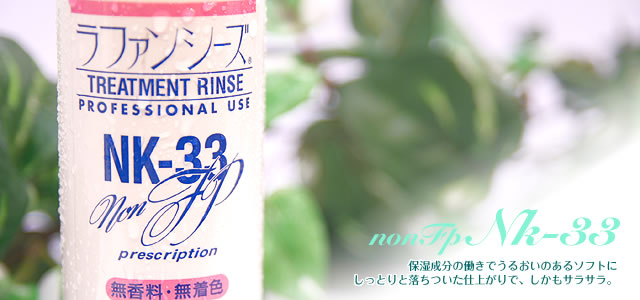 ラファンシーズ®
TREATMENT RINSE
PROFESSIONAL USE
NK-33
Non FP
prescription
無香料・無着色
nonFp Nk-33
保湿成分の働きでうるおいのあるソフトに
しっとりと落ちついた仕上がりで、しかもサラサラ。